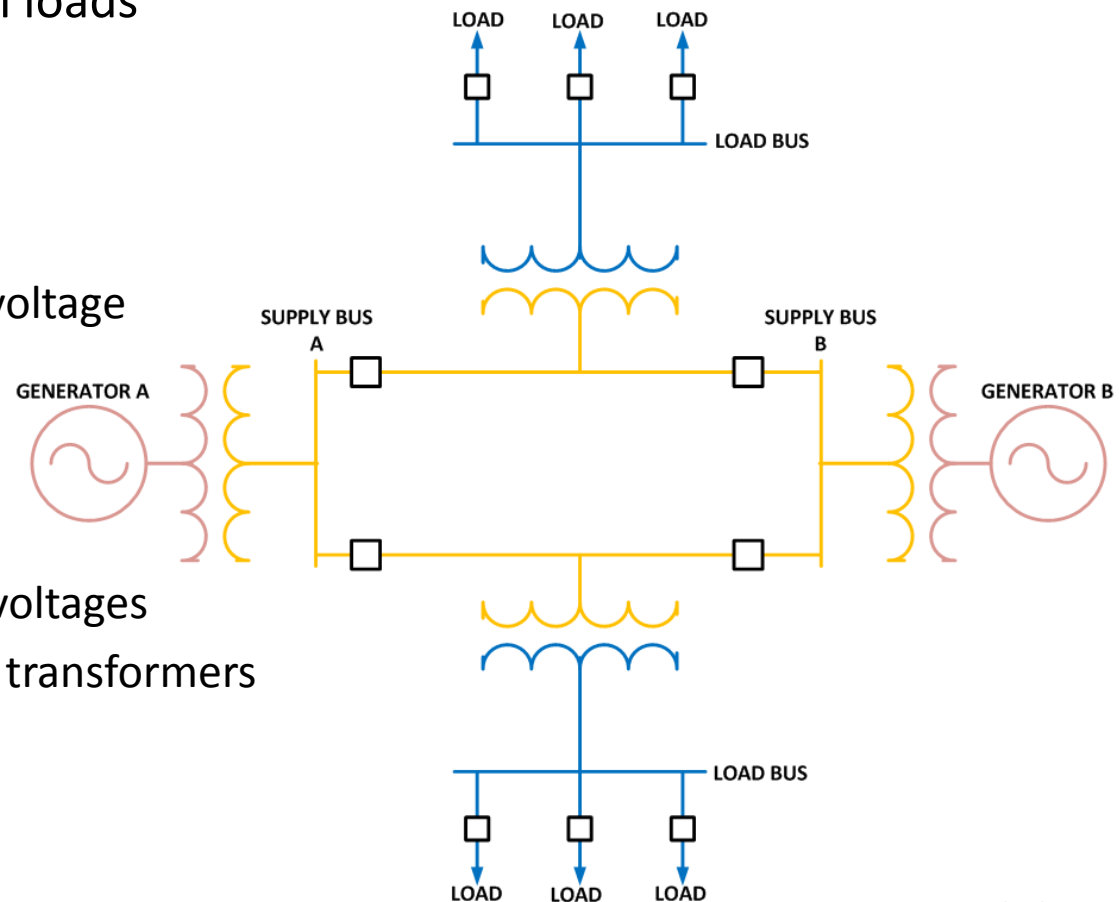 loads
LOAD
LOAD
LOAD
LOAD BUS
voltage
SUPPLY BUS
A
SUPPLY BUS
B
GENERATOR A
GENERATOR B
voltages
transformers
LOAD BUS
LOAD
LOAD
LOAD